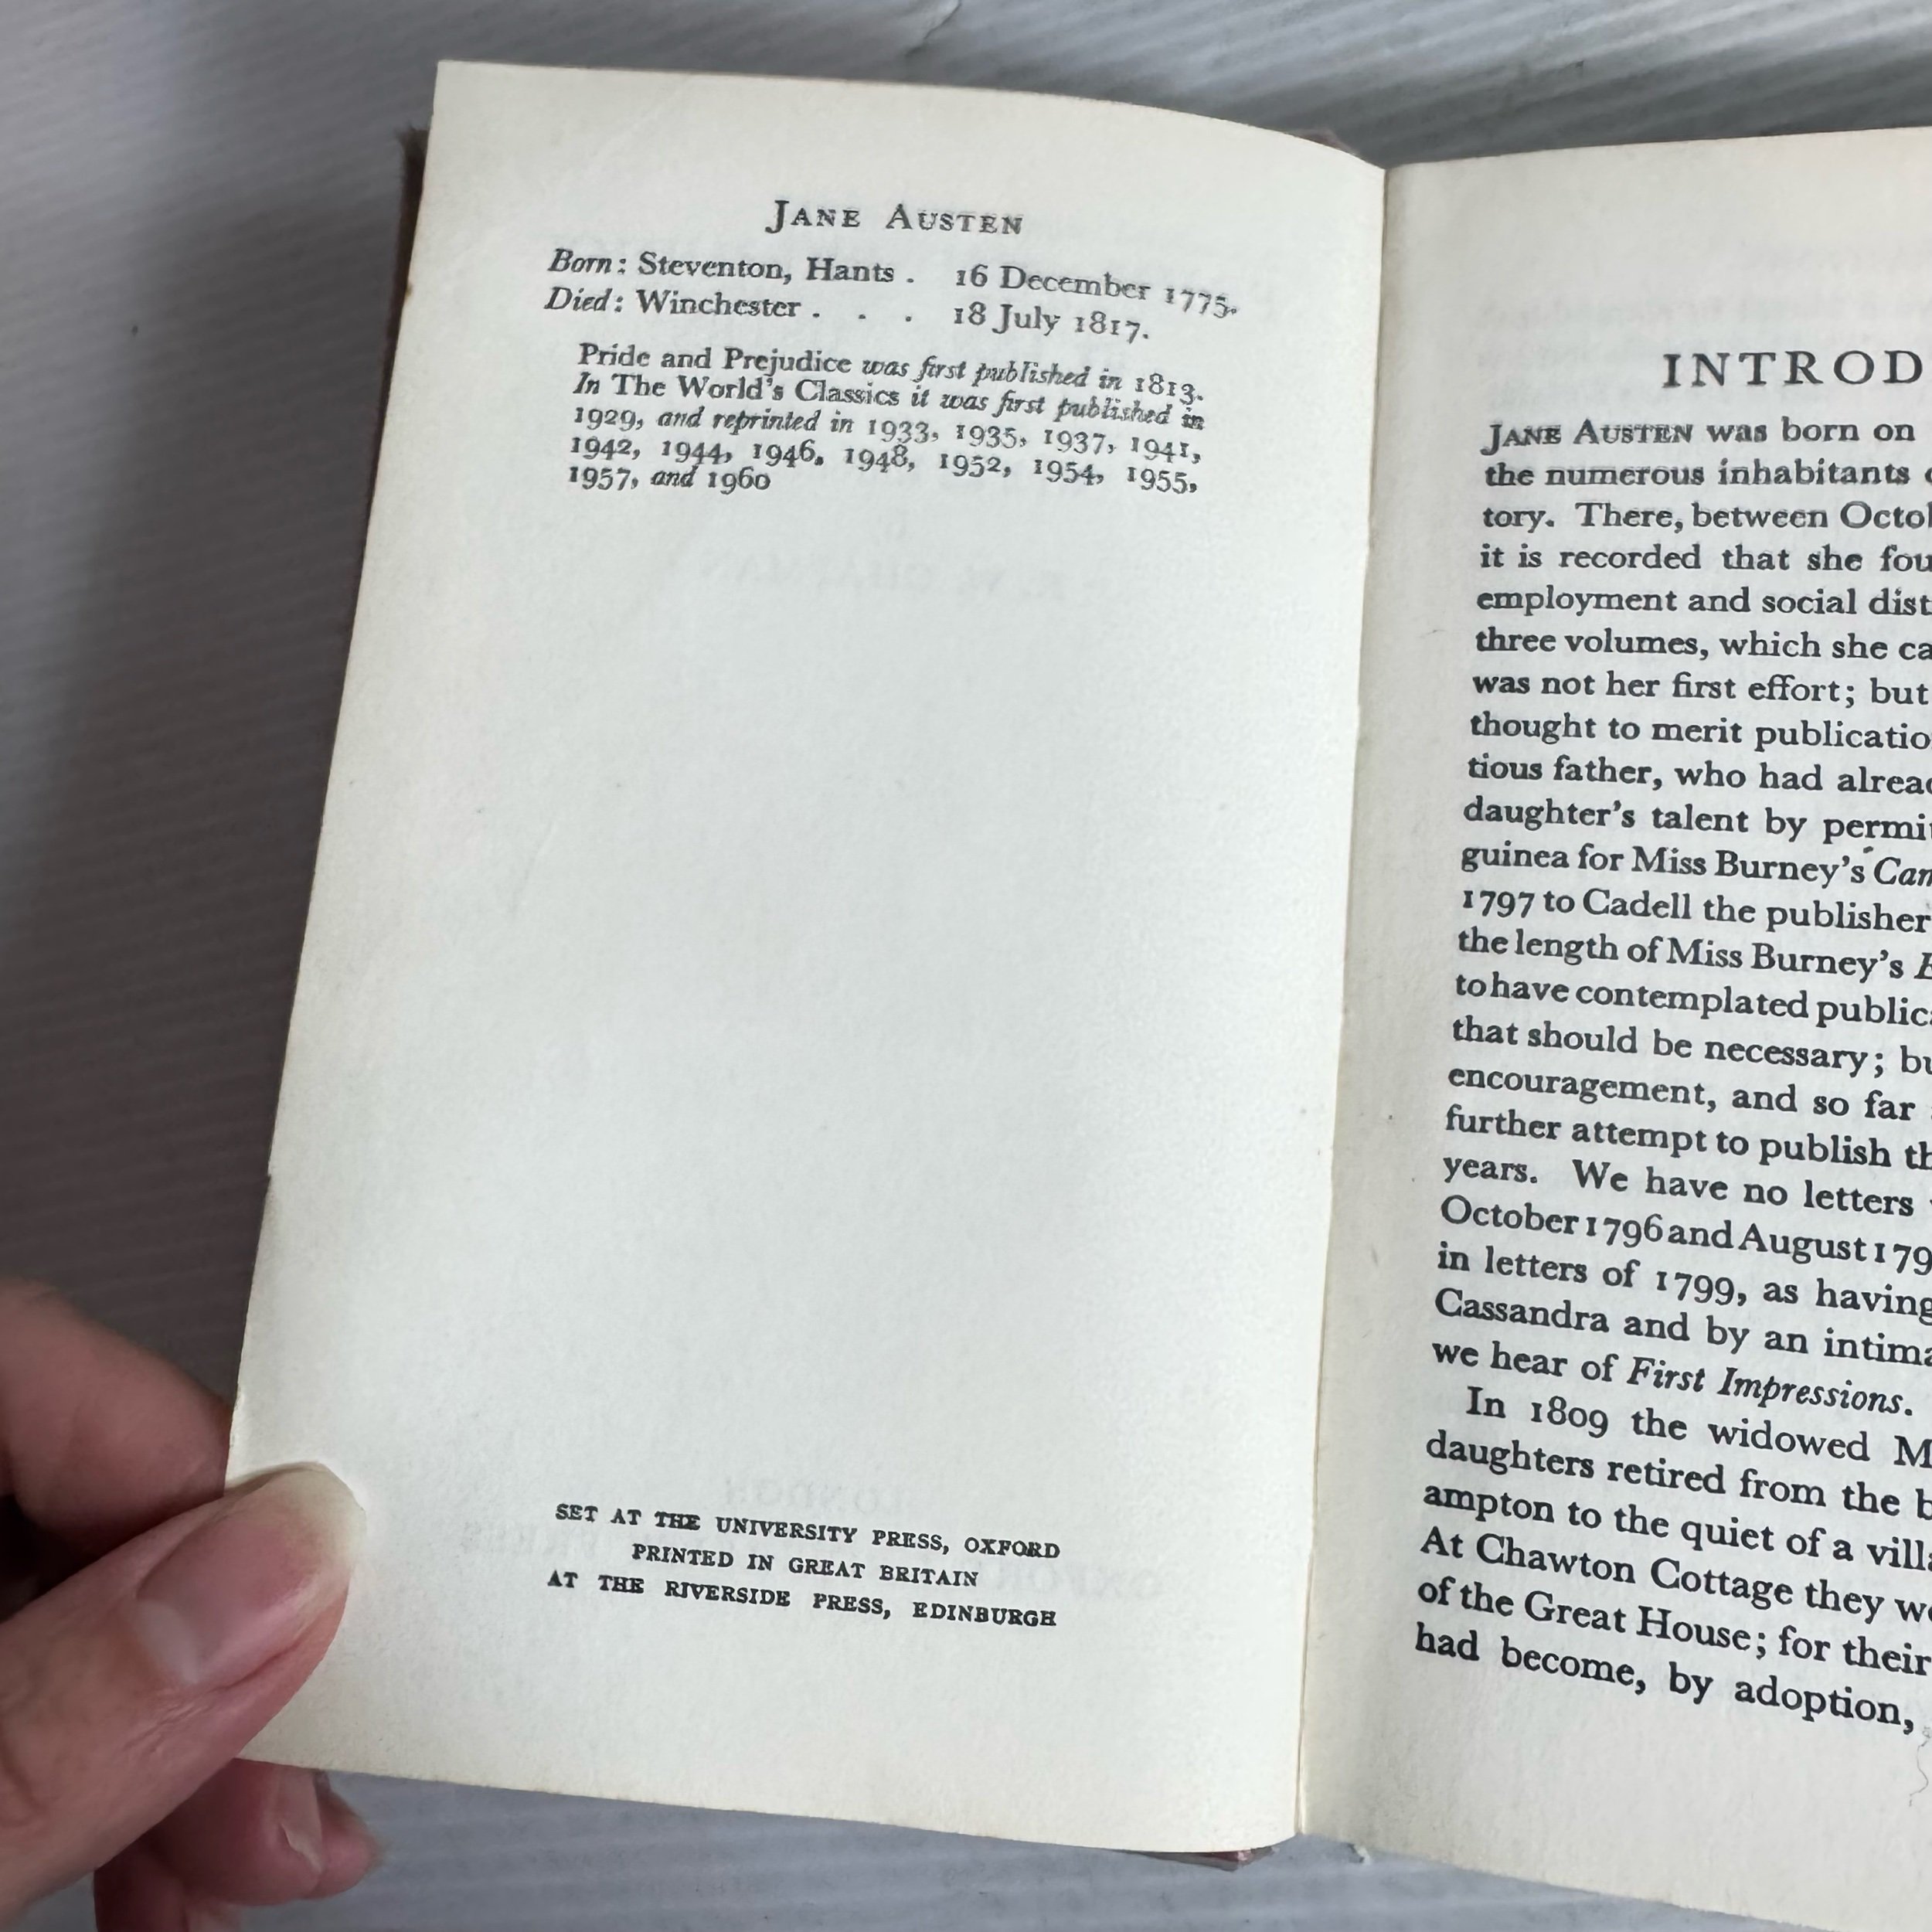 JANE AUSTEN
Born: Steventon, Hants . 16 December 1775.
Died: Winchester . . . 18 July 1817.
Pride and Prejudice was first published in 1813.
In The World's Classics it was first published in
1929, and reprinted in 1933, 1935, 1937, 1941,
1942, 1944, 1946, 1948, 1952, 1954, 1955,
1957, and 1960
SET AT THE UNIVERSITY PRESS, OXFORD
PRINTED IN GREAT BRITAIN
AT THE RIVERSIDE PRESS, EDINBURGH
INTROD
JANE AUSTEN was born on
the numerous inhabitants
tory. There, between Octo
it is recorded that she fou
employment and social dist
three volumes, which she ca
was not her first effort; but
thought to merit publicatio
tious father, who had alrea
daughter's talent by permi
guinea for Miss Burney's Cam
1797 to Cadell the publisher
the length of Miss Burney's E
to have contemplated public
that should be necessary; bu
encouragement, and so far
further attempt to publish th
years. We have no letters
October 1796 and August 179
in letters of 1799, as having
Cassandra and by an intima
we hear of First Impressions.
In 1809 the widowed M
daughters retired from the b
ampton to the quiet of a villa
At Chawton Cottage they we
of the Great House; for their
had become, by adoption,